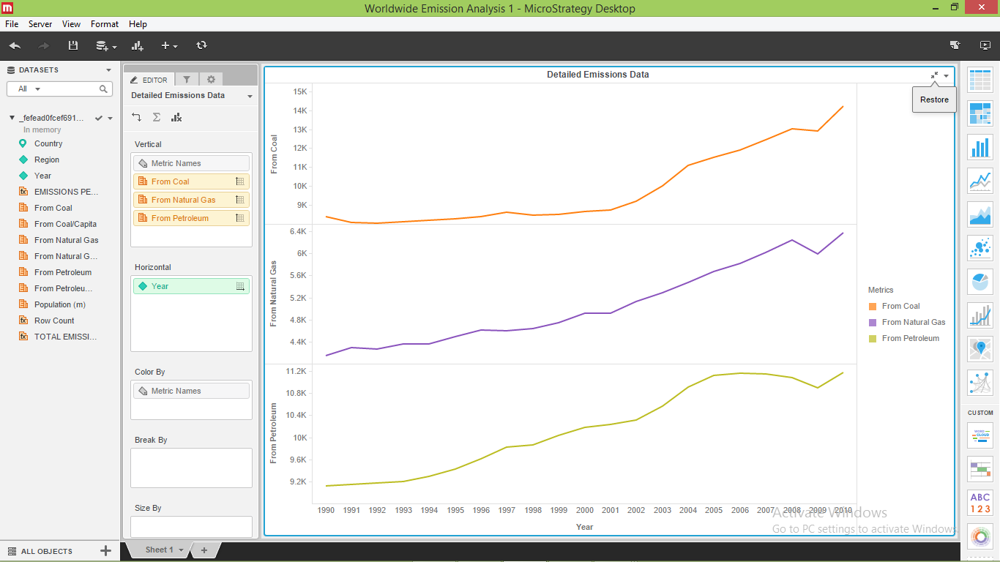 Worldwide Emission Analysis 1 - MicroStrategy Desktop
File Server View Format Help
DATASETS
All
_fefead0fcef691...
In memory
Country
Region
Year
EMISSIONS PE...
From Coal
From Coal/Capita
From Natural Gas
From Natural G...
From Petroleum
From Petroleu...
Population (m)
Row Count
TOTAL EMISSI...
ALL OBJECTS
EDITOR
Detailed Emissions Data
Vertical
Metric Names
From Coal
From Natural Gas
From Petroleum
Horizontal
Year
Color By
Metric Names
Break By
Size By
Detailed Emissions Data
Restore
From Coal
15K
14K
13K
12K
11K
10K
9K
From Natural Gas
6.4K
6K
5.6K
5.2K
4.8K
4.4K
From Petroleum
11.2K
10.8K
10.4K
10K
9.6K
9.2K
1990 1991 1992 1993 1994 1995 1996 1997 1998 1999 2000 2001 2002 2003 2004 2005 2006 2007 2008 2009 2010
Year
Metrics
From Coal
From Natural Gas
From Petroleum
Activate Windows
Go to PC settings to activate Windows.
CUSTOM
WORD
CLOUD
ABC
123
Sheet 1